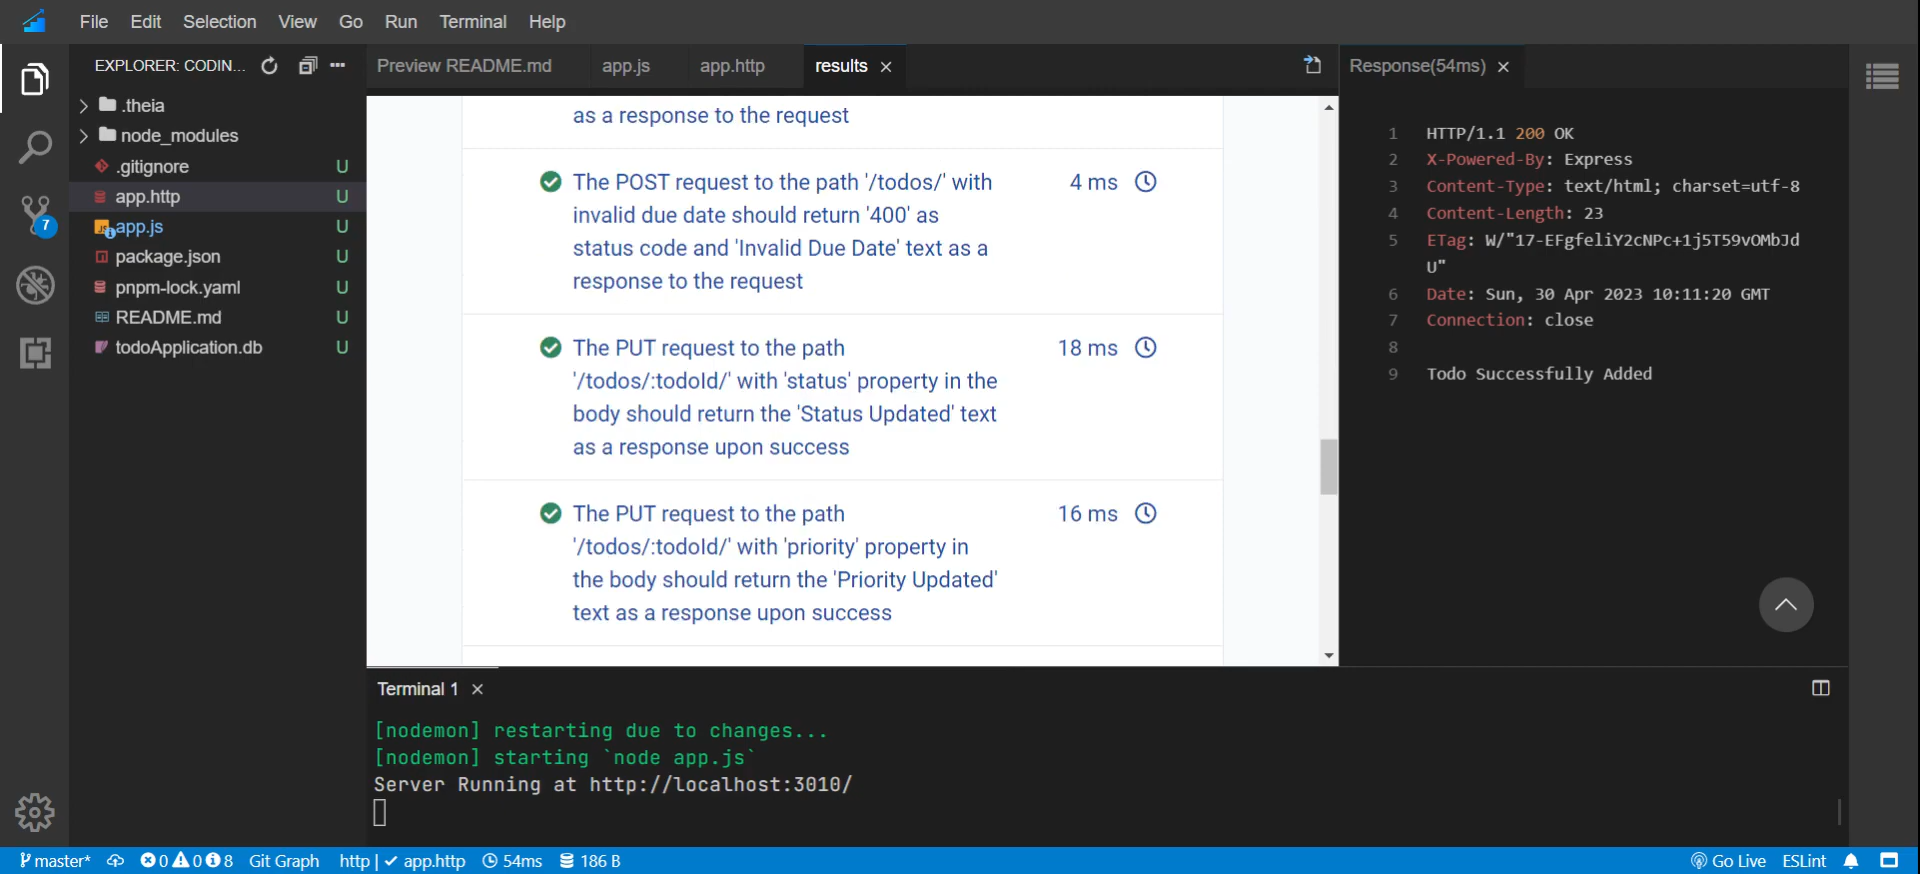 File Edit Selection View Go Run Terminal Help
EXPLORER: CODIN...
.theia
node_modules
.gitignore U
app.http U
app.js U
package.json U
pnpm-lock.yaml U
README.md U
todoApplication.db U
7
Preview README.md app.js app.http results
as a response to the request
The POST request to the path '/todos/' with 4 ms
invalid due date should return '400' as
status code and 'Invalid Due Date' text as a
response to the request
The PUT request to the path 18 ms
'/todos/:todoId/' with 'status' property in the
body should return the 'Status Updated' text
as a response upon success
The PUT request to the path 16 ms
'/todos/:todoId/' with 'priority' property in
the body should return the 'Priority Updated'
text as a response upon success
Response(54ms)
1 HTTP/1.1 200 OK
2 X-Powered-By: Express
3 Content-Type: text/html; charset=utf-8
4 Content-Length: 23
5 ETag: W/"17-EFgfeliY2cNPc+1j5T59vOMbJd
U"
6 Date: Sun, 30 Apr 2023 10:11:20 GMT
7 Connection: close
8
9 Todo Successfully Added
Terminal 1
[nodemon] restarting due to changes...
[nodemon] starting `node app.js`
Server Running at http://localhost:3010/
master* 0 0 8 Git Graph http | app.http 54ms 186 B Go Live ESLint